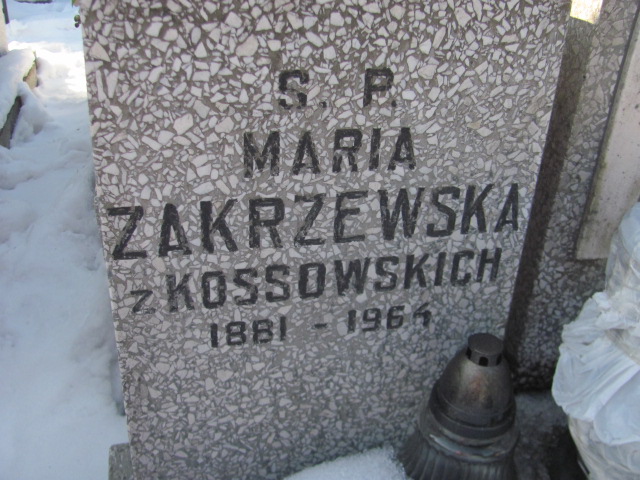 S. P.
MARIA
ZAKRZEWSKA
z KOSSOWSKICH
1881 - 1964